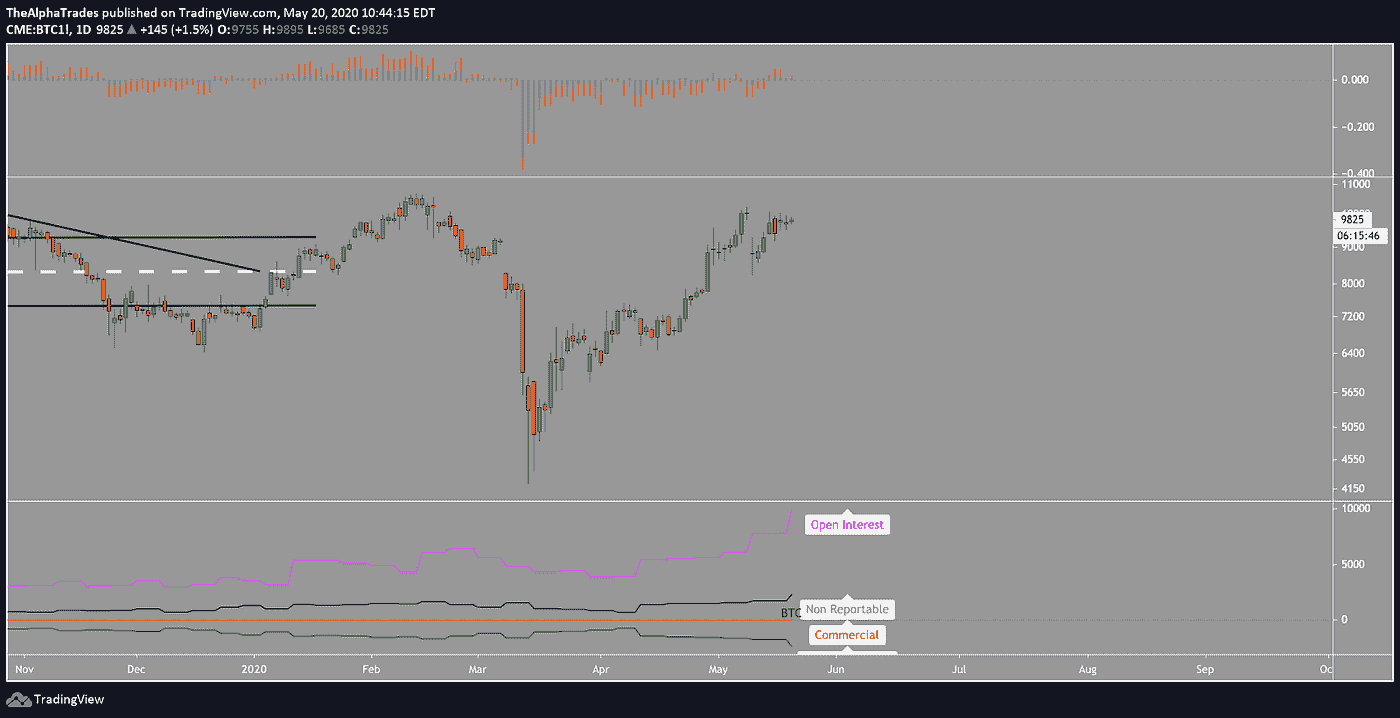 TheAlphaTrades published on TradingView.com, May 20, 2020 10:44:15 EDT
CME:BTC1!, 1D 9825 ▲ +145 (+1.5%) O:9755 H:9895 L:9685 C:9825
0.000
-0.200
-0.400
11000
9825
06:15:46
9000
8000
7200
6400
5650
5050
4550
4150
10000
Open Interest
5000
BTC
Non Reportable
0
Commercial
Nov Dec 2020 Feb Mar Apr May Jun Jul Aug Sep Oc
TradingView